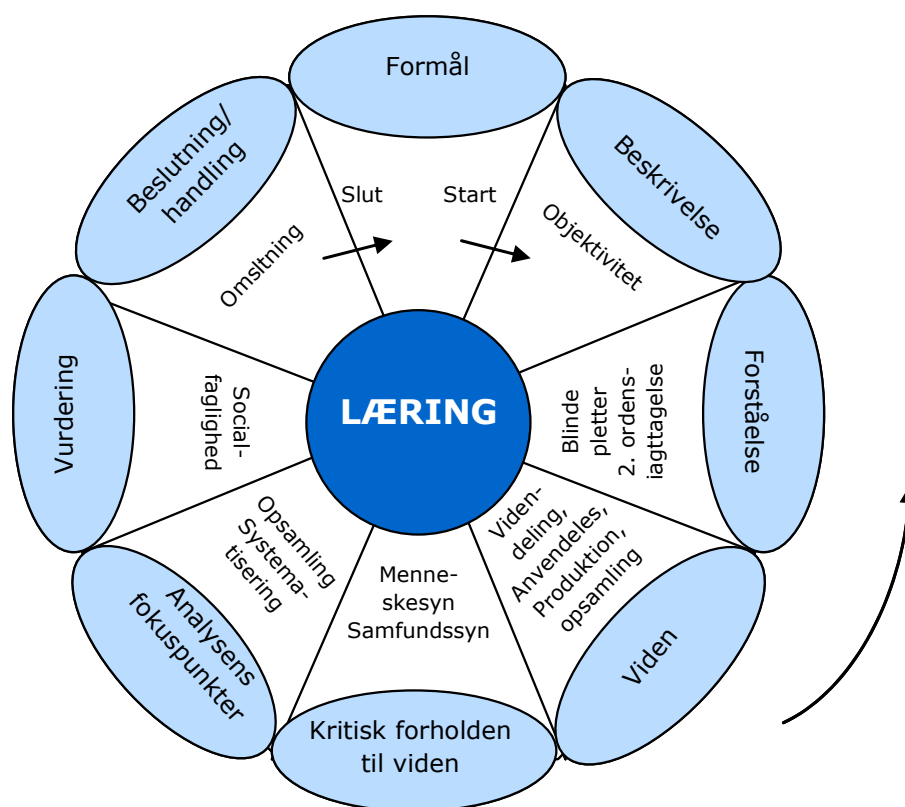 Formål
Beskrivelse
Forståelse
Viden
Kritisk forholden
til viden
Analysens
fokuspunkter
Vurdering
Beslutning/
handling
Slut
Start
Objektivitet
Blinde
pletter
2. ordens-
iagttagelse
Viden-
deling,
Anvendes,
Produktion,
opsamling
Menne-
skesyn
Samfundssyn
Opsamling
Systema-
tisering
Social-
faglighed
Omsltning
LÆRING